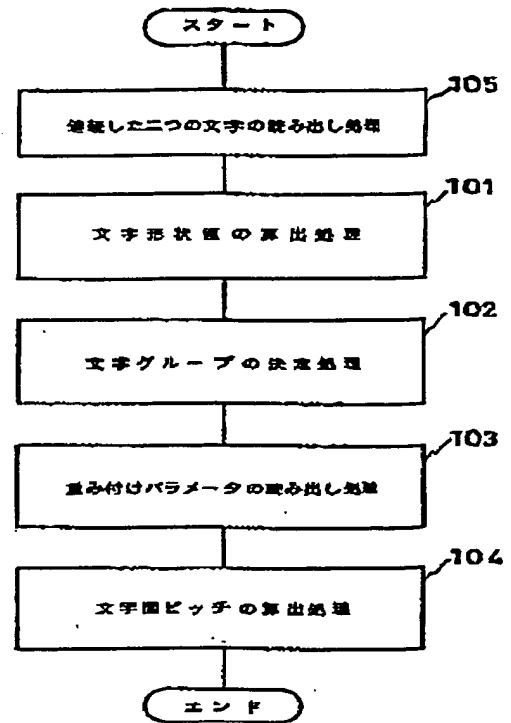 スタート
105
連続した二つの文字の読み出し処理
101
文字形状値の算出処理
102
文字グループの決定処理
103
重み付けパラメータの読み出し処理
104
文字間ピッチの算出処理
エンド